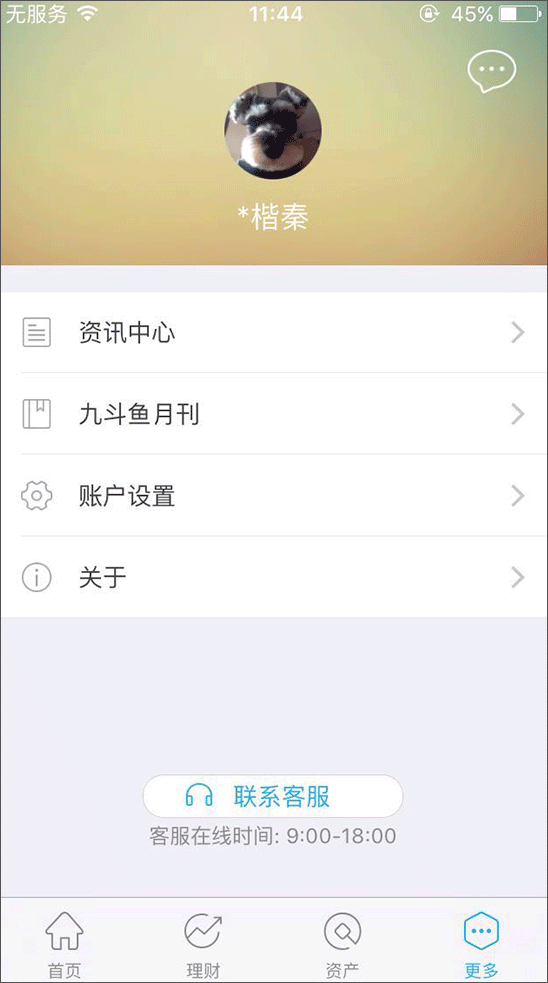 无服务 11:44 45%
*楷秦
资讯中心
九斗鱼月刊
账户设置
关于
联系客服
客服在线时间: 9:00-18:00
首页 理财 资产 更多